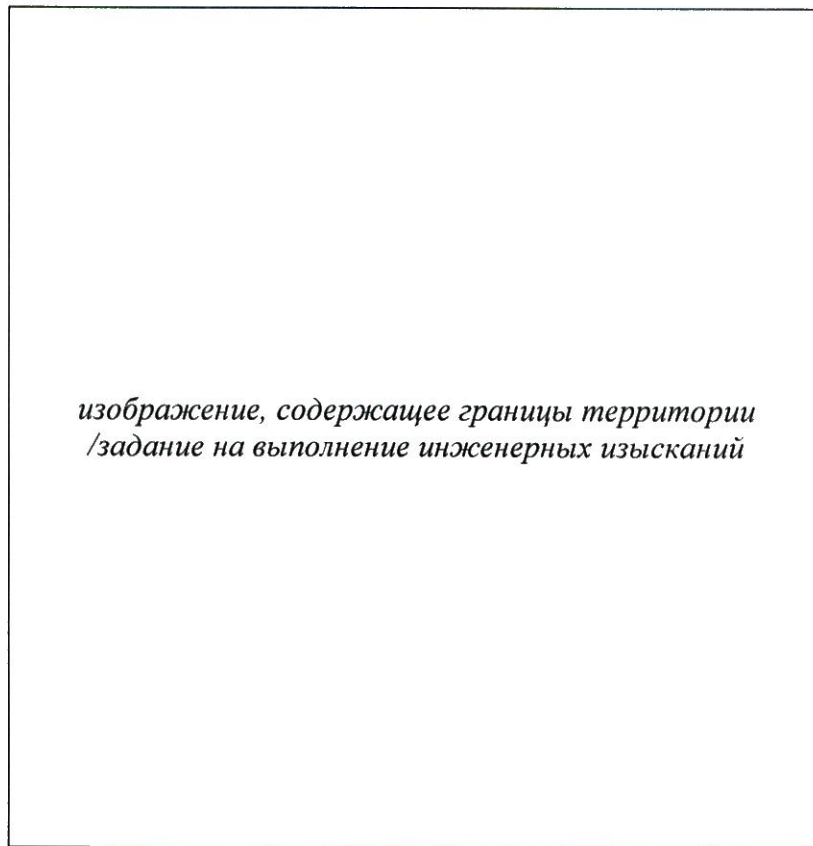 изображение, содержащее границы территории
/задание на выполнение инженерных изысканий